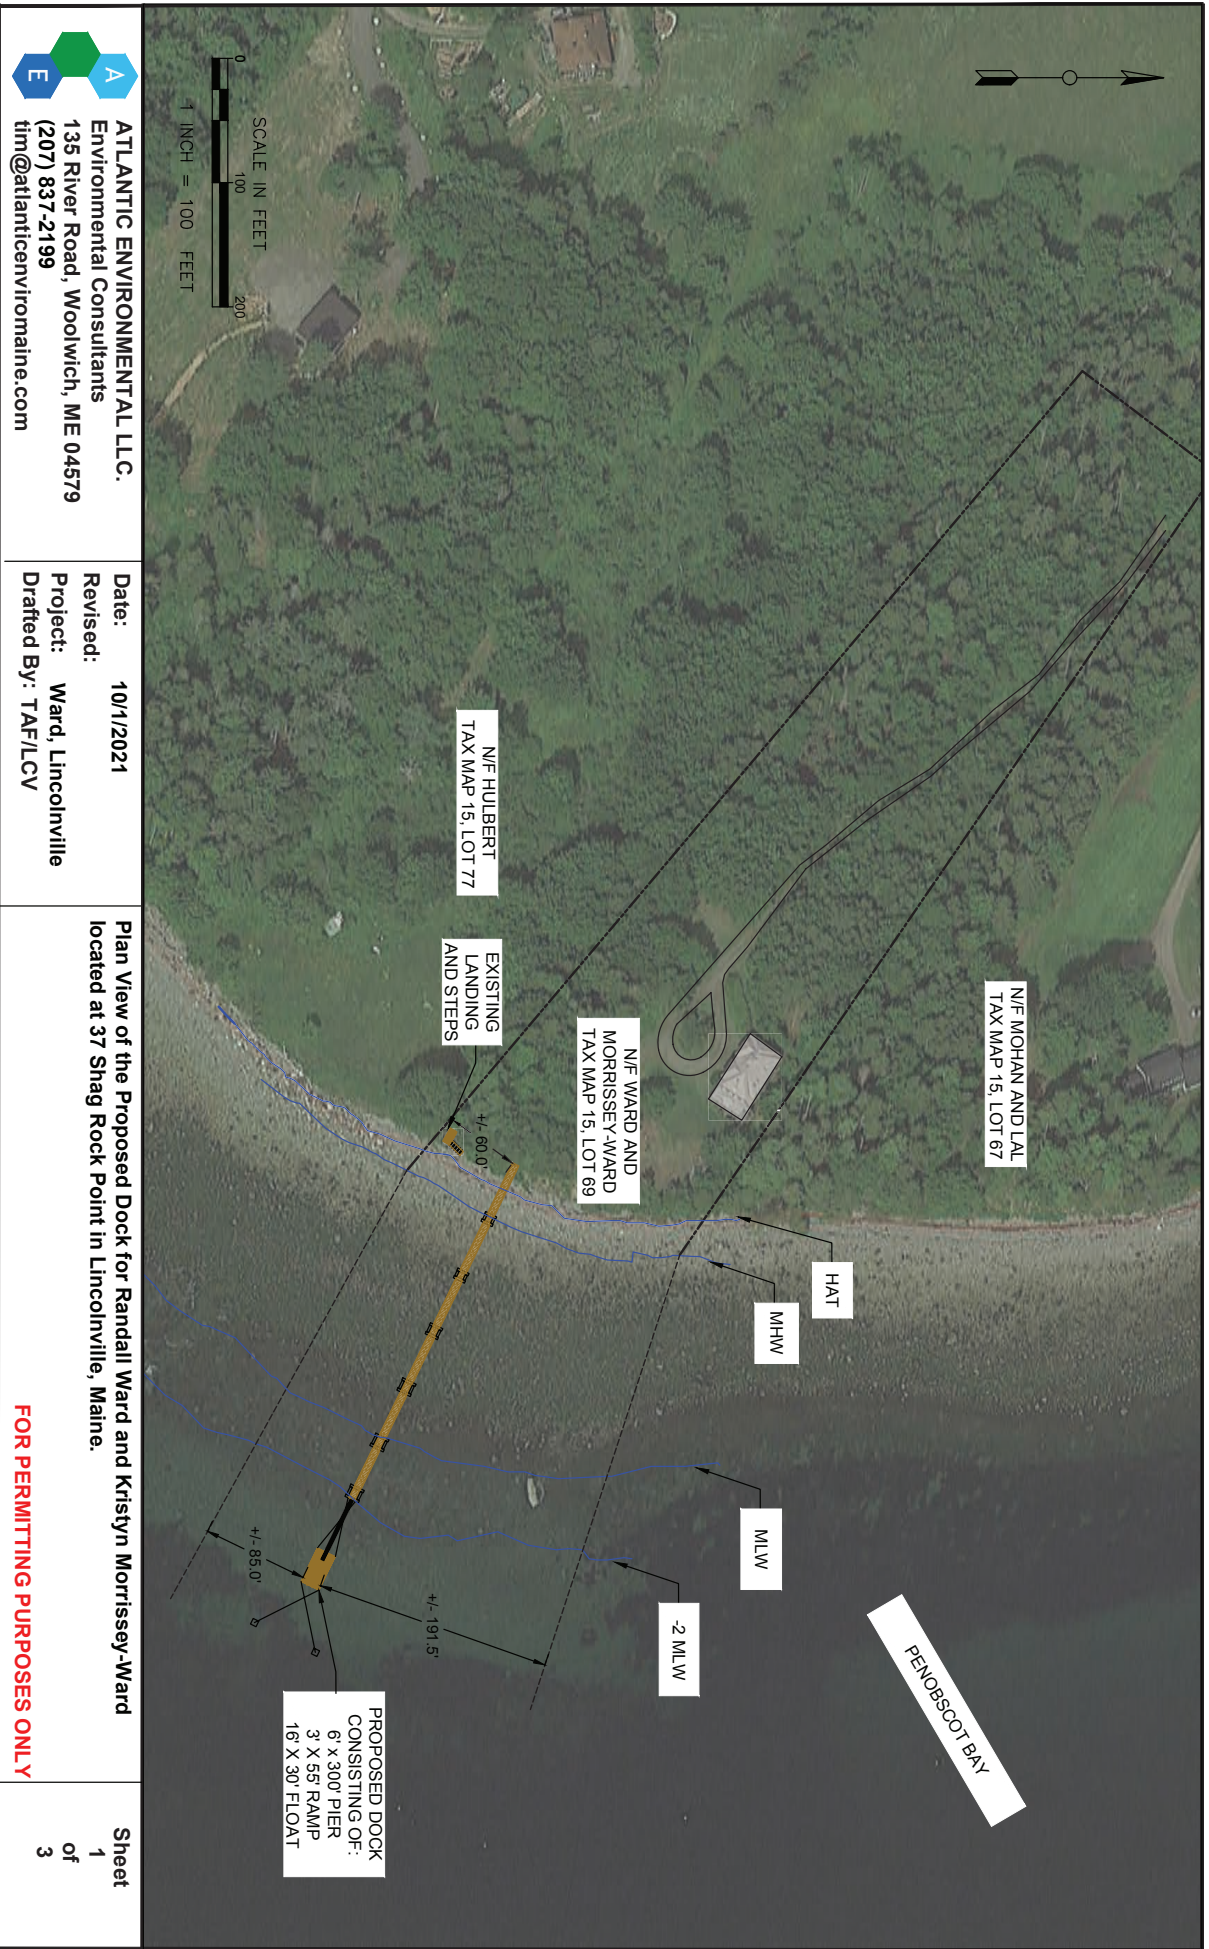 N/F MOHAN AND LAL
TAX MAP 15, LOT 67
HAT
MHW
MLW
-2 MLW
PENOBSCOT BAY
N/F WARD AND
MORRISSEY-WARD
TAX MAP 15, LOT 69
N/F HULBERT
TAX MAP 15, LOT 77
EXISTING
LANDING
AND STEPS
+/- 60.0'
+/- 191.5'
+/- 85.0'
PROPOSED DOCK
CONSISTING OF:
6' x 300' PIER
3' X 55' RAMP
16' X 30' FLOAT
SCALE IN FEET
0 100 200
1 INCH = 100 FEET
A
E
ATLANTIC ENVIRONMENTAL LLC.
Environmental Consultants
135 River Road, Woolwich, ME 04579
(207) 837-2199
tim@atlanticenviromaine.com
Date: 10/1/2021
Revised:
Project: Ward, Lincolnville
Drafted By: TAF/LCV
Plan View of the Proposed Dock for Randall Ward and Kristyn Morrissey-Ward
located at 37 Shag Rock Point in Lincolnville, Maine.
FOR PERMITTING PURPOSES ONLY
Sheet
1
of
3